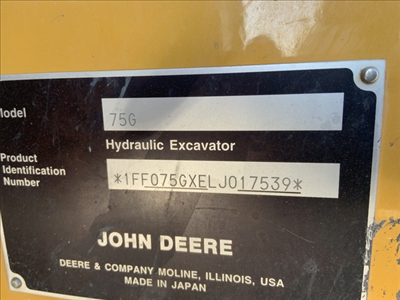 Model 75G
Hydraulic Excavator
Product
Identification
Number *1FF075GXELJ017539*
JOHN DEERE
DEERE & COMPANY MOLINE, ILLINOIS, USA
MADE IN JAPAN